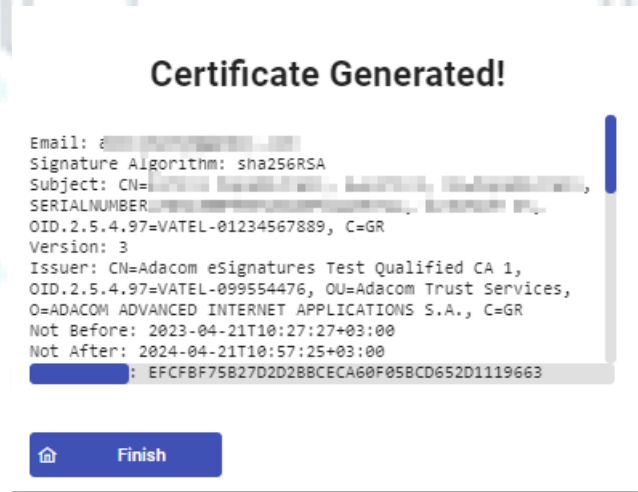 Certificate Generated!
Email:
Signature Algorithm: sha256RSA
Subject: CN=
SERIALNUMBER
OID.2.5.4.97=VATEL-01234567889, C=GR
Version: 3
Issuer: CN=Adacom eSignatures Test Qualified CA 1,
OID.2.5.4.97=VATEL-099554476, OU=Adacom Trust Services,
O=ADACOM ADVANCED INTERNET APPLICATIONS S.A., C=GR
Not Before: 2023-04-21T10:27:27+03:00
Not After: 2024-04-21T10:57:25+03:00
: EFCFBF75B27D2D2BBCECA60F05BCD652D1119663
Finish